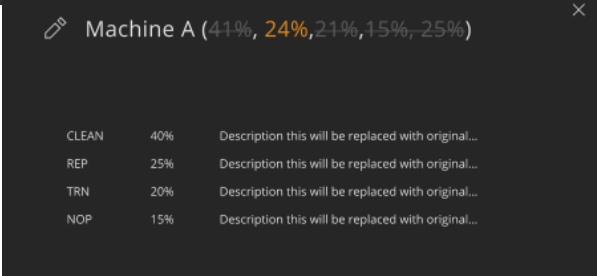 Machine A (41%, 24%,21%,15%, 25%)
CLEAN 40% Description this will be replaced with original...
REP 25% Description this will be replaced with original...
TRN 20% Description this will be replaced with original...
NOP 15% Description this will be replaced with original...